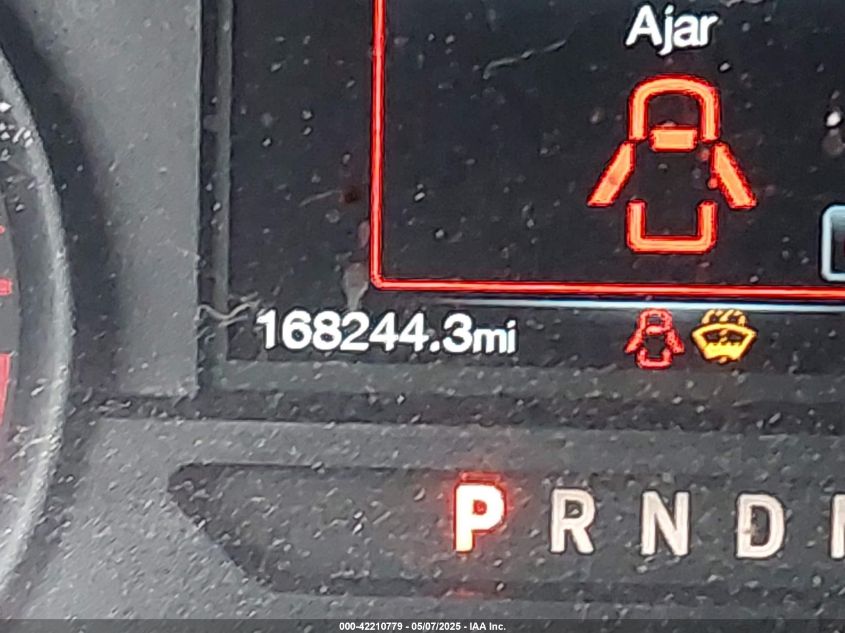 Ajar
168244.3mi
P R N D
000-42210779 - 05/07/2025 - IAA Inc.